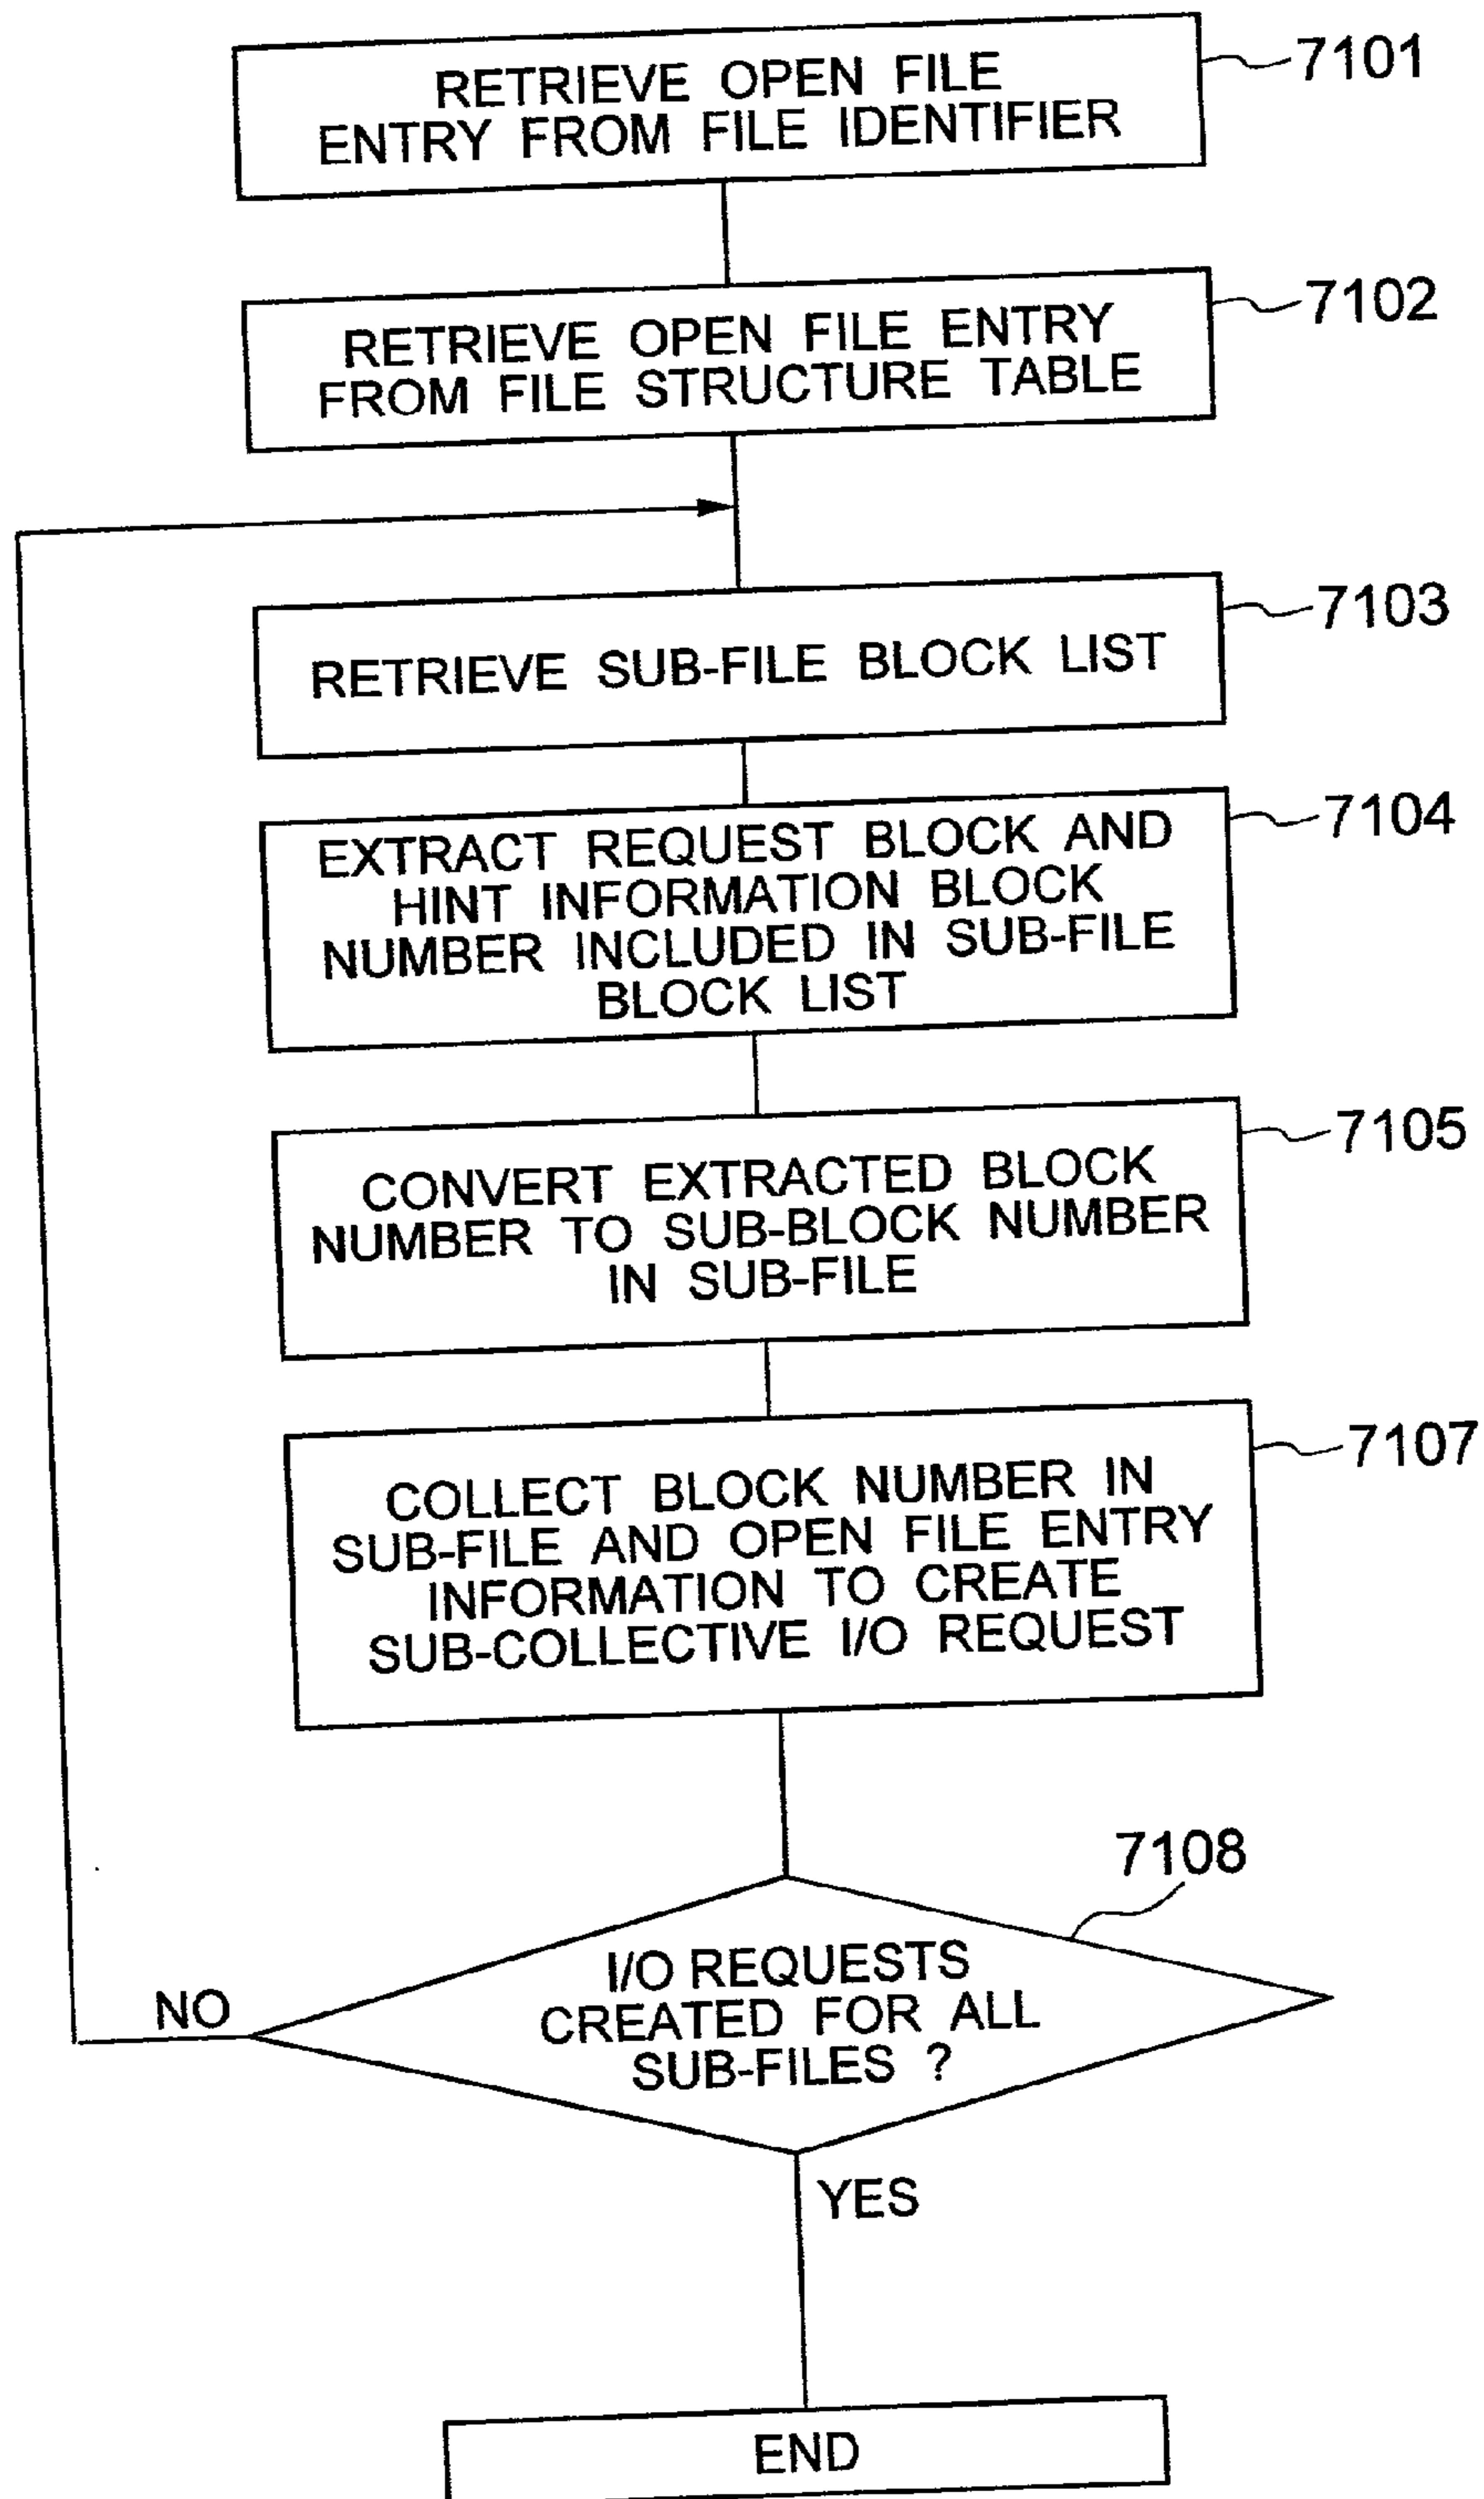 RETRIEVE OPEN FILE
ENTRY FROM FILE IDENTIFIER
7101
RETRIEVE OPEN FILE ENTRY
FROM FILE STRUCTURE TABLE
7102
RETRIEVE SUB-FILE BLOCK LIST
7103
EXTRACT REQUEST BLOCK AND
HINT INFORMATION BLOCK
NUMBER INCLUDED IN SUB-FILE
BLOCK LIST
7104
CONVERT EXTRACTED BLOCK
NUMBER TO SUB-BLOCK NUMBER
IN SUB-FILE
7105
COLLECT BLOCK NUMBER IN
SUB-FILE AND OPEN FILE ENTRY
INFORMATION TO CREATE
SUB-COLLECTIVE I/O REQUEST
7107
7108
I/O REQUESTS
CREATED FOR ALL
SUB-FILES ?
NO
YES
END